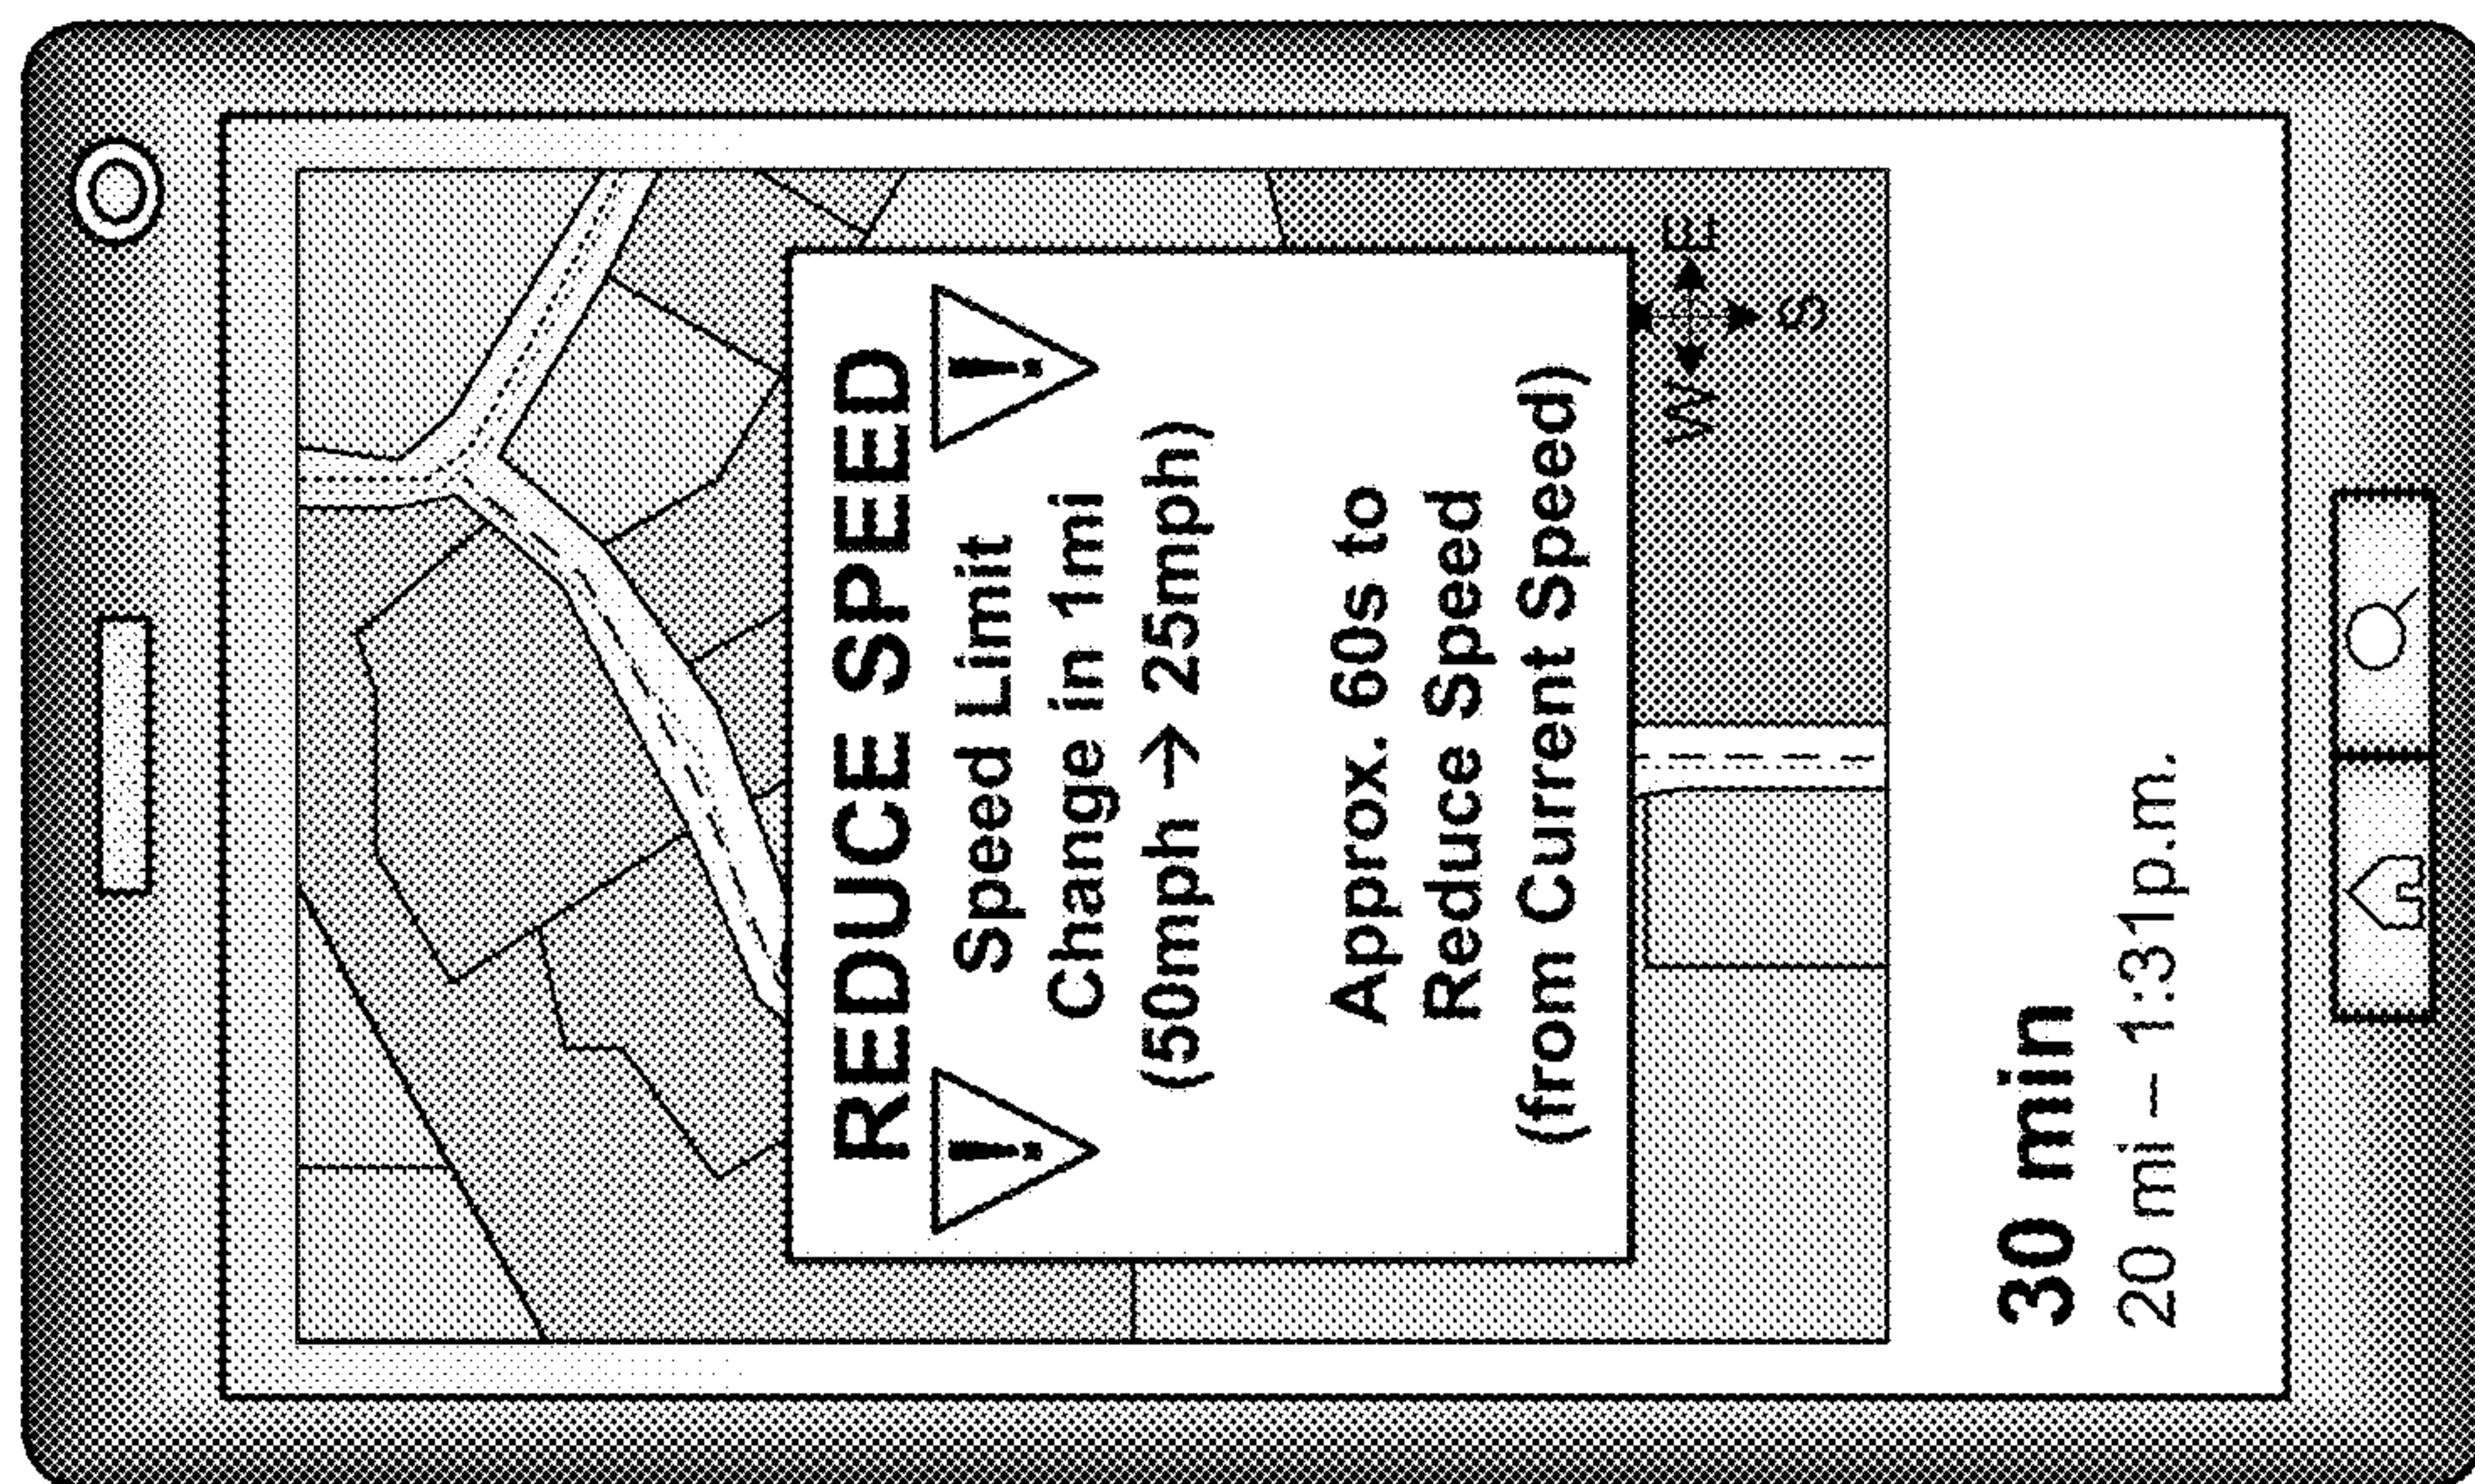 REDUCE SPEED
! Speed Limit !
Change in 1mi
(50mph → 25mph)
Approx. 60s to
Reduce Speed
(from Current Speed)
W E
S
30 min
20 mi – 1:31p.m.